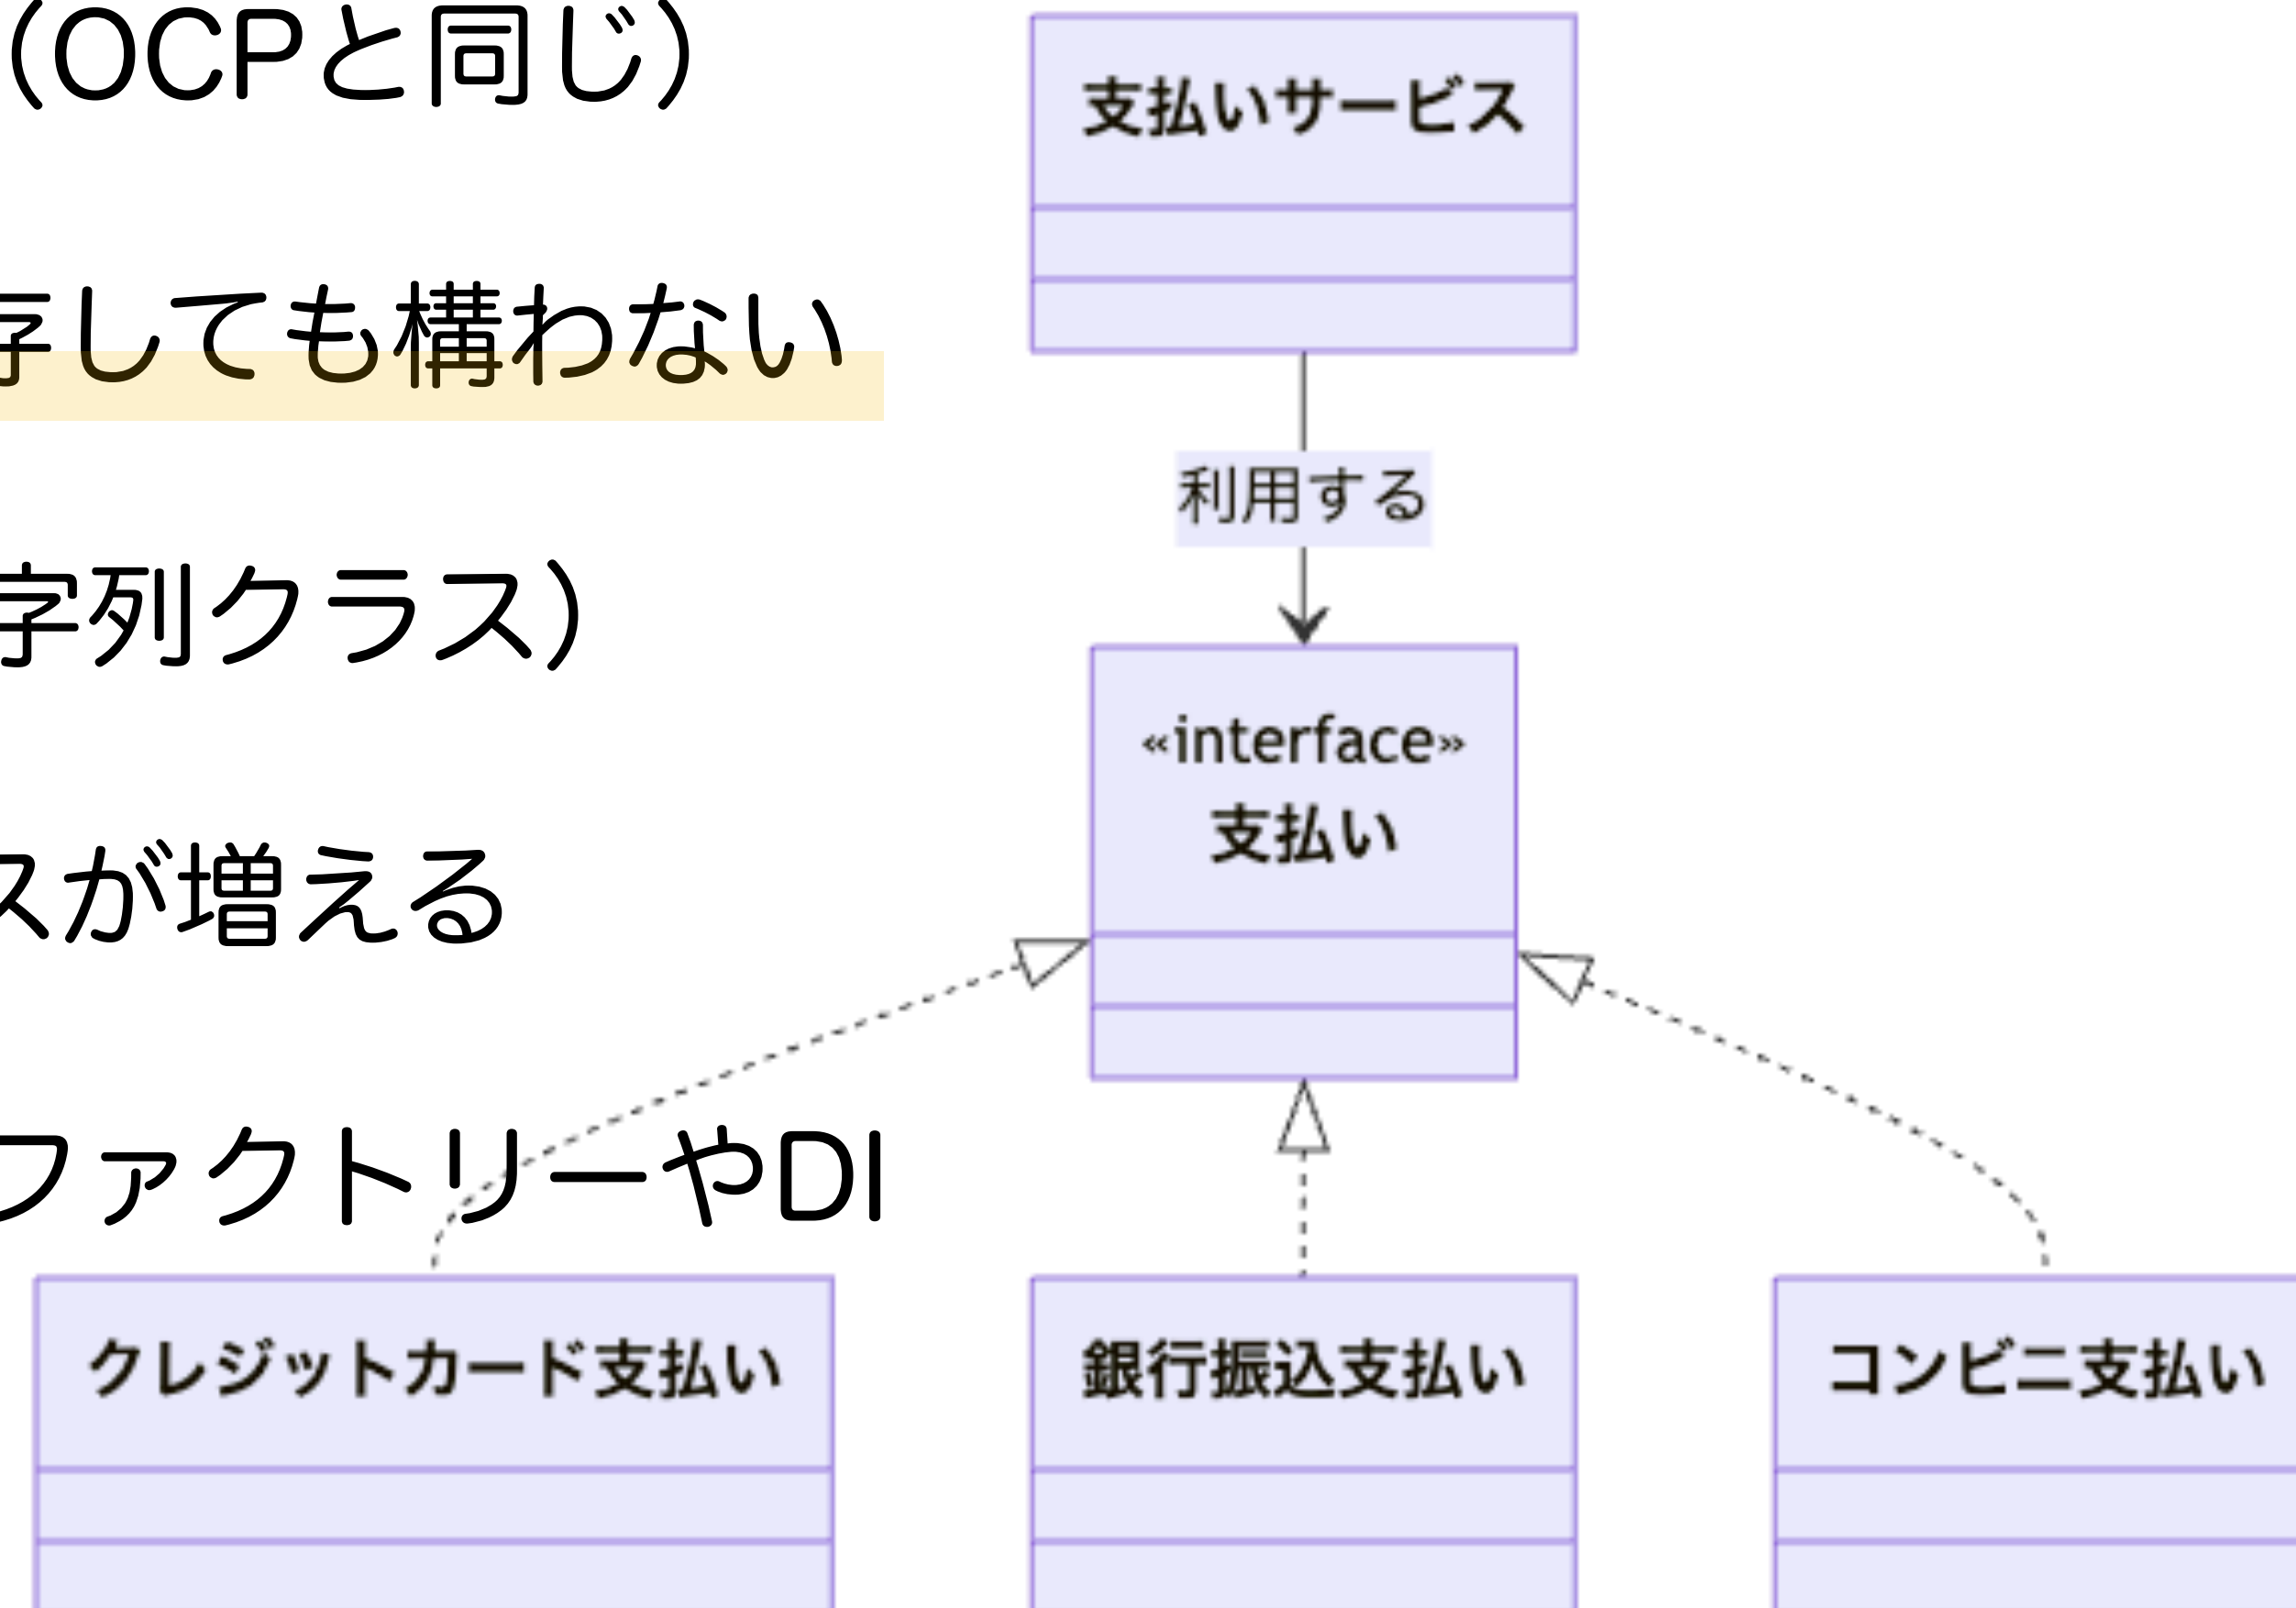 （OCPと同じ）
存しても構わない
字列クラス）
スが増える
ファクトリーやDI
支払いサービス
利用する
«interface»
支払い
クレジットカード支払い
銀行振込支払い
コンビニ支払い